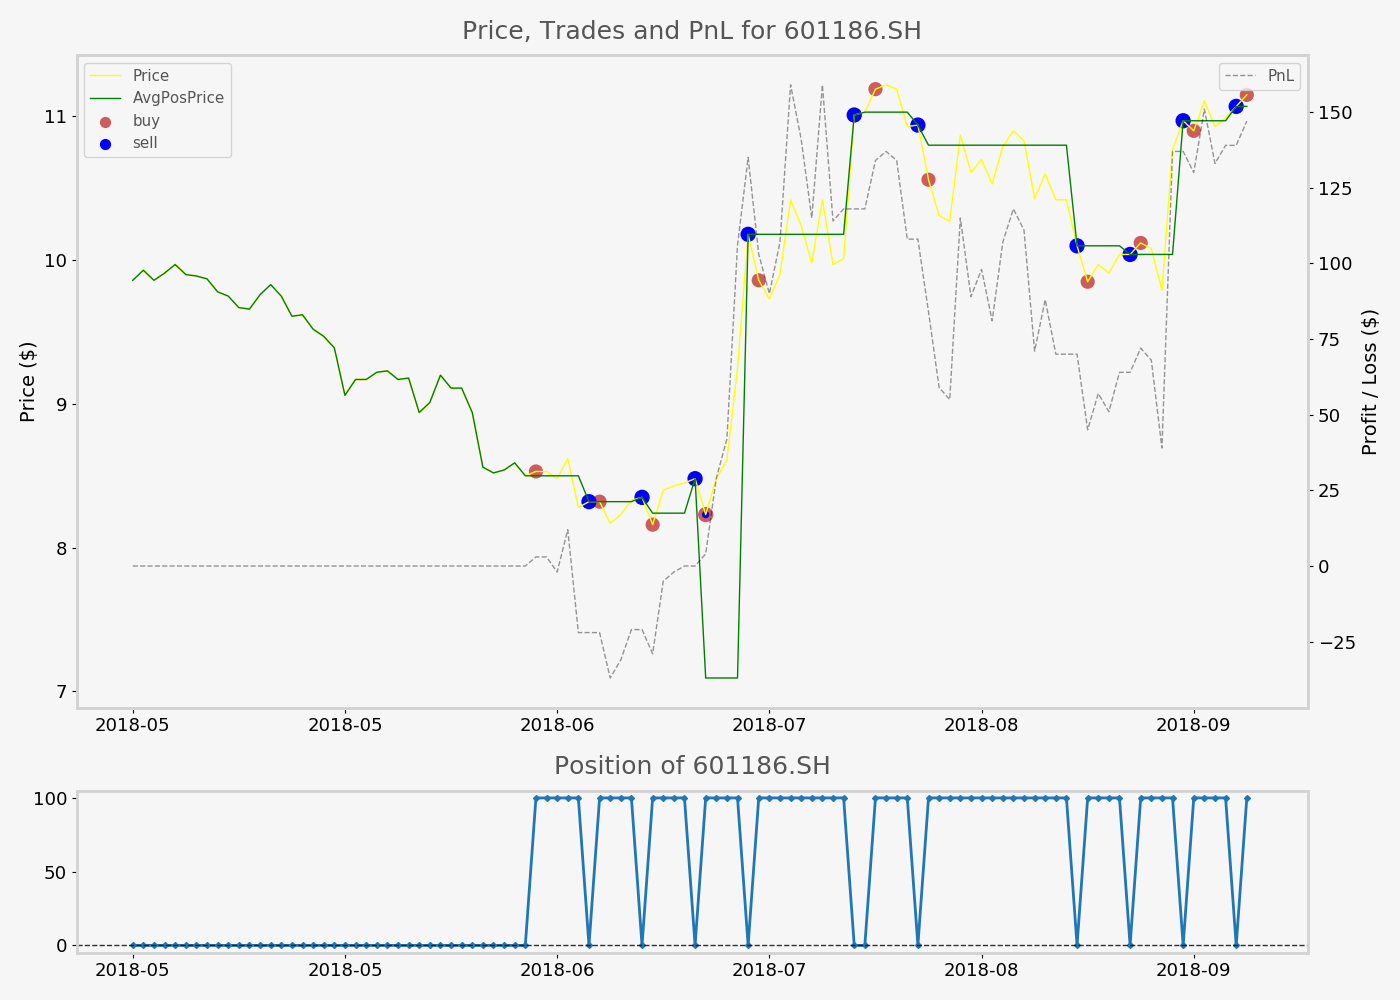 Price, Trades and PnL for 601186.SH
Price
AvgPosPrice
buy
sell
PnL
11
10
9
8
7
Price ($)
150
125
100
75
50
25
0
−25
Profit / Loss ($)
2018-05 2018-05 2018-06 2018-07 2018-08 2018-09
Position of 601186.SH
100
50
0
2018-05 2018-05 2018-06 2018-07 2018-08 2018-09